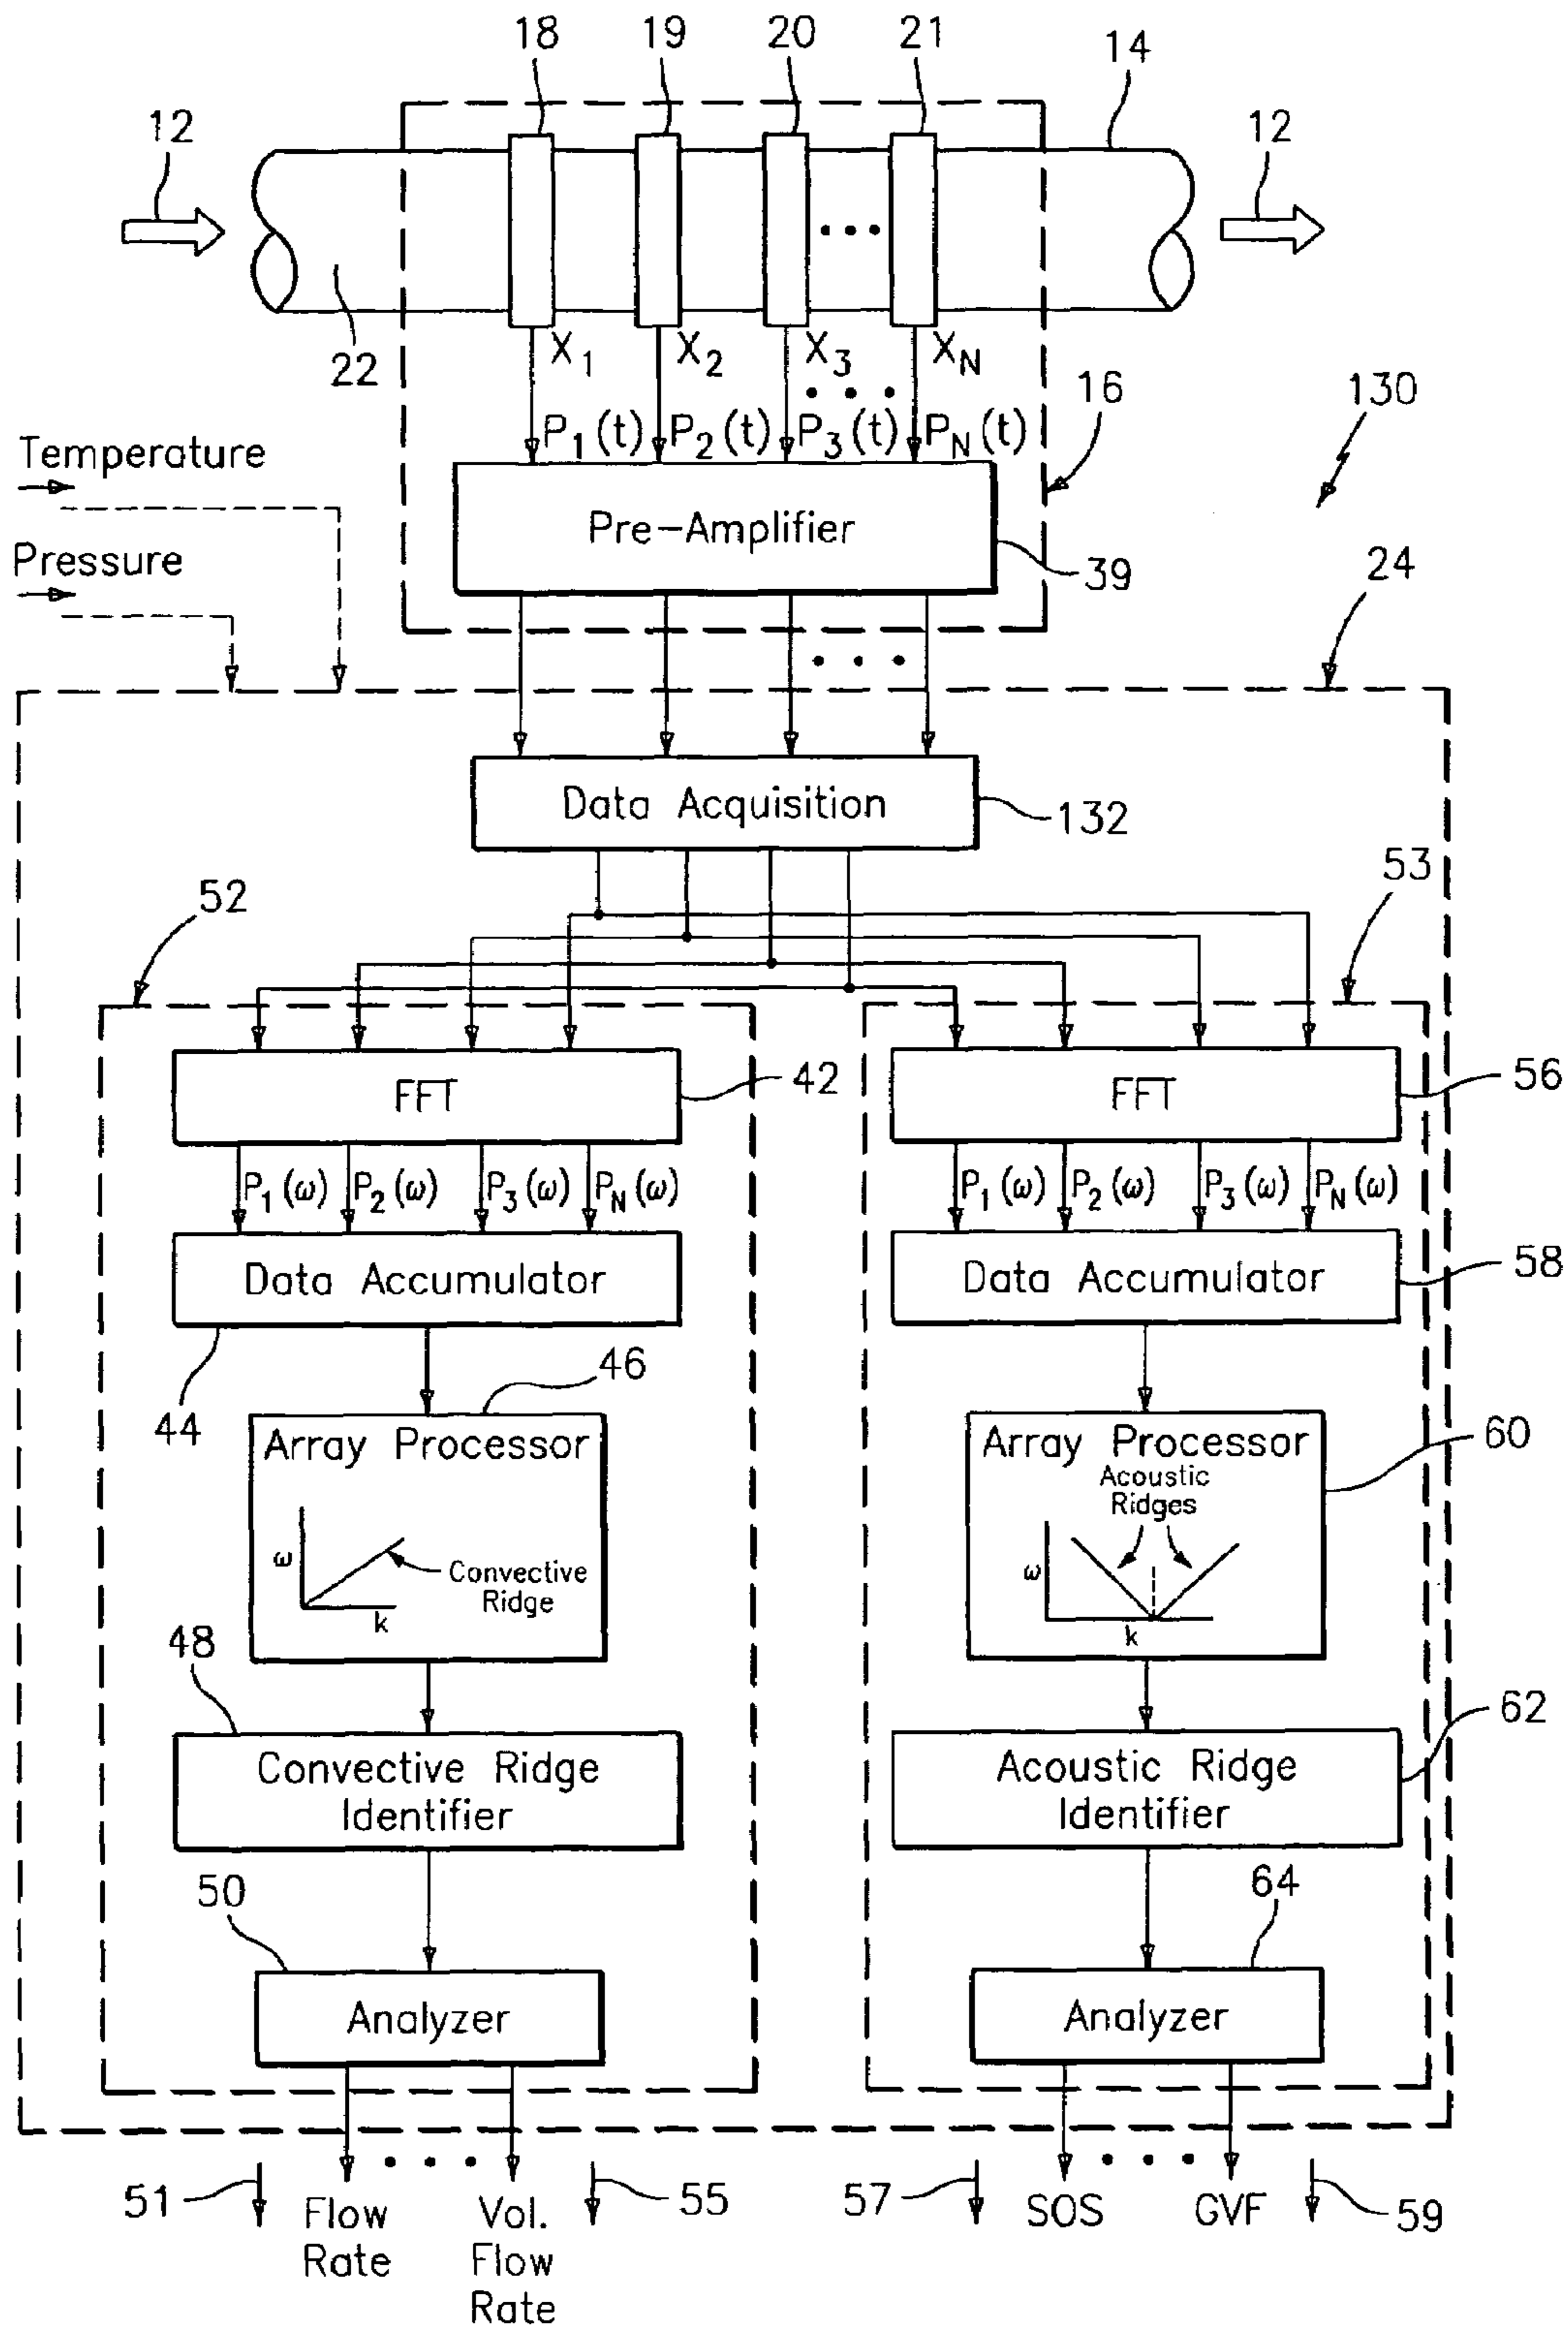 18 19 20 21 14
12 12
22
X1 X2 X3 XN
P1(t) P2(t) P3(t) PN(t)
16
130
Temperature
Pressure
Pre-Amplifier
39
24
Data Acquisition
132
52
53
FFT
42
FFT
56
P1(ω) P2(ω) P3(ω) PN(ω)
P1(ω) P2(ω) P3(ω) PN(ω)
Data Accumulator
44
Data Accumulator
58
46
Array Processor
ω
k
Convective
Ridge
Array Processor
60
Acoustic
Ridges
ω
k
48
Convective Ridge
Identifier
Acoustic Ridge
Identifier
62
50
Analyzer
64
Analyzer
51
Flow
Rate
Vol.
Flow
Rate
55
57
SOS
GVF
59